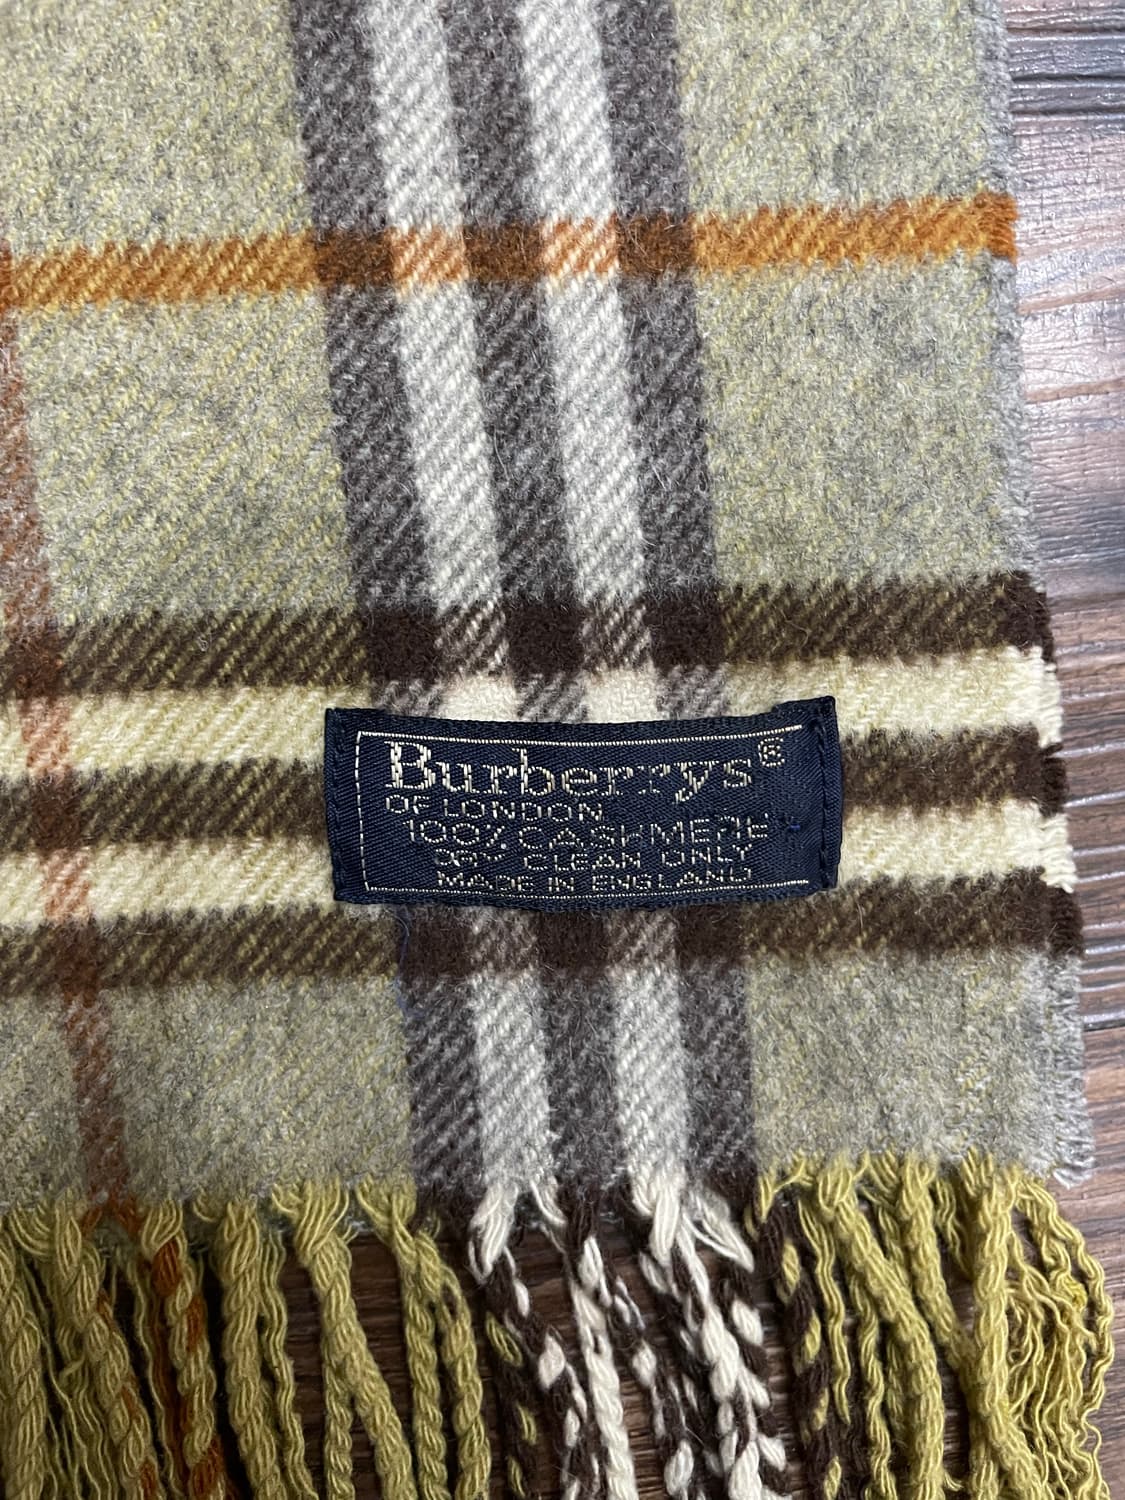 Burberrys®
OF LONDON
100% CASHMERE
DRY CLEAN ONLY
MADE IN ENGLAND